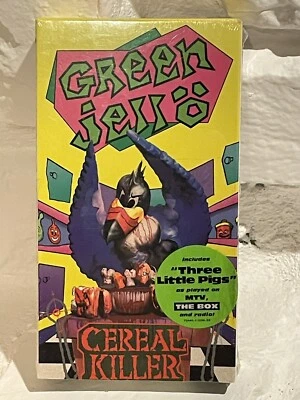 GReen
jellö
includes
"Three
Little Pigs"
as played on
MTV,
THE BOX
and radio!
CEREAL
KILLER